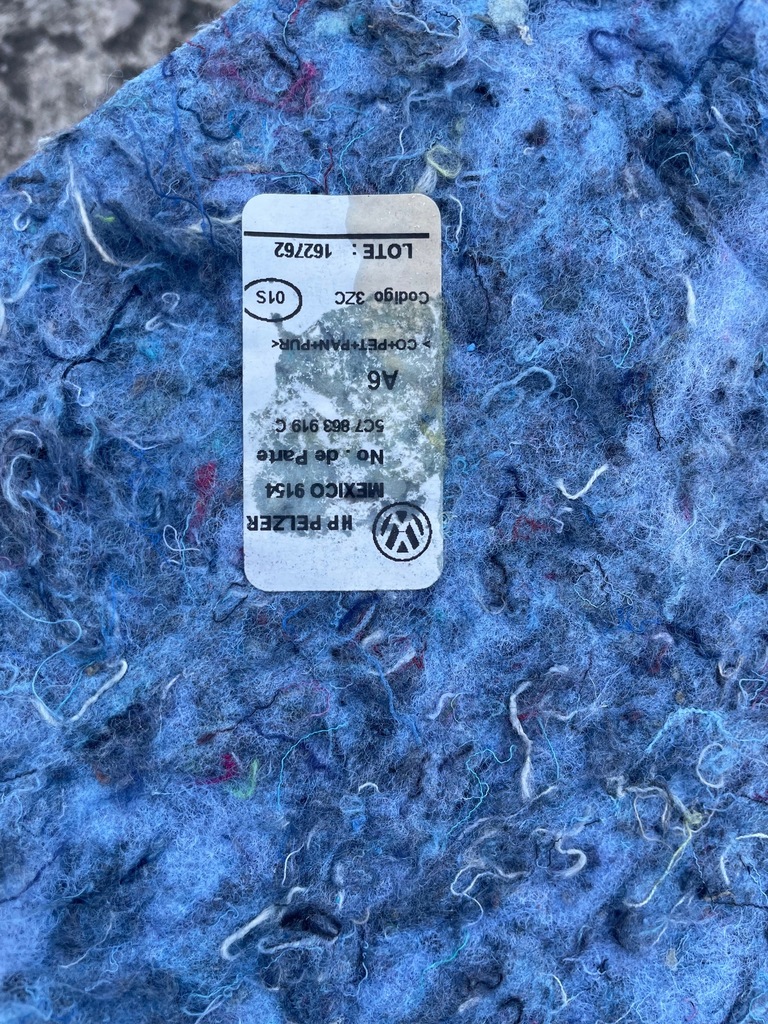 HP PELZER
MEXICO 9154
No . de Parte
5C7 863 919 C
A6
> CO+PET+PAN+PUR<
Codigo 3ZC 01S
LOTE : 162762